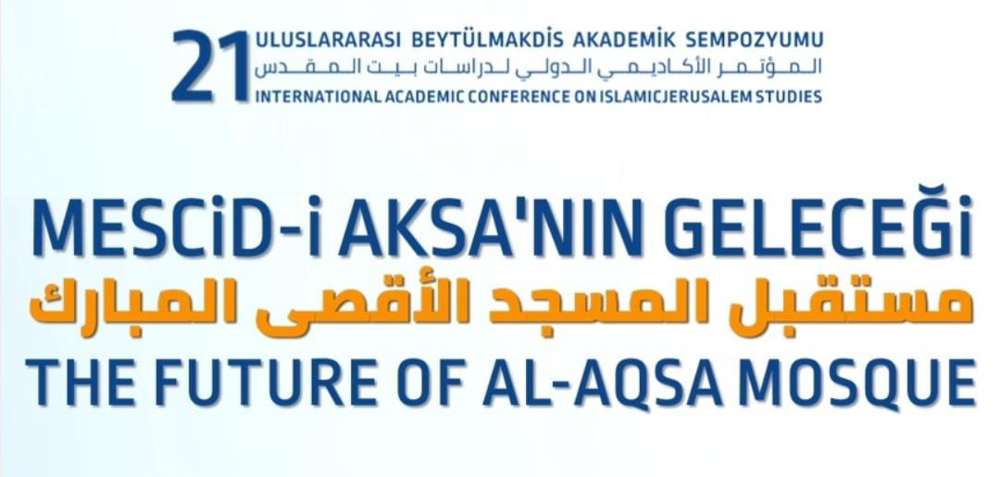 21
ULUSLARARASI BEYTÜLMAKDİS AKADEMİK SEMPOZYUMU
المؤتمر الأكاديمي الدولي لدراسات بيت المقدس
INTERNATIONAL ACADEMIC CONFERENCE ON ISLAMICJERUSALEM STUDIES
MESCiD-i AKSA'NIN GELECEĞi
مستقبل المسجد الأقصى المبارك
THE FUTURE OF AL-AQSA MOSQUE